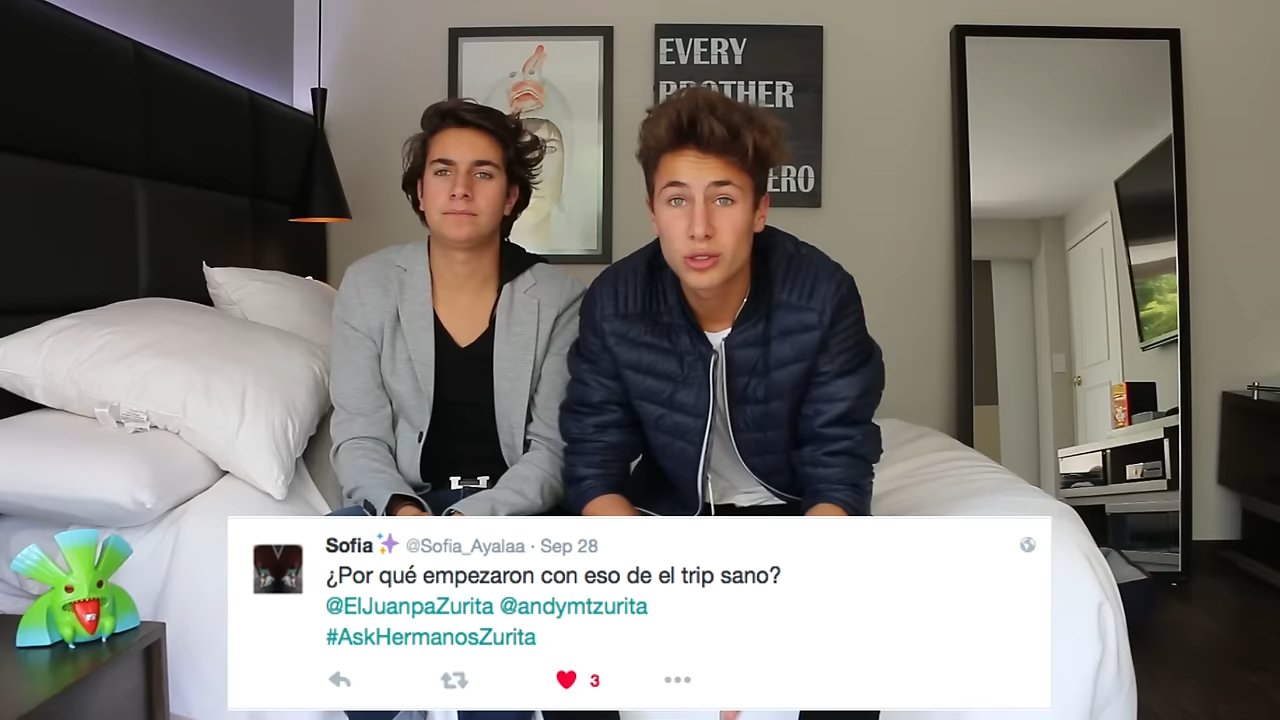 EVERY
BROTHER
ERO
Sofia✨ @Sofia_Ayalaa · Sep 28
¿Por qué empezaron con eso de el trip sano?
@ElJuanpaZurita @andymtzurita
#AskHermanosZurita
3